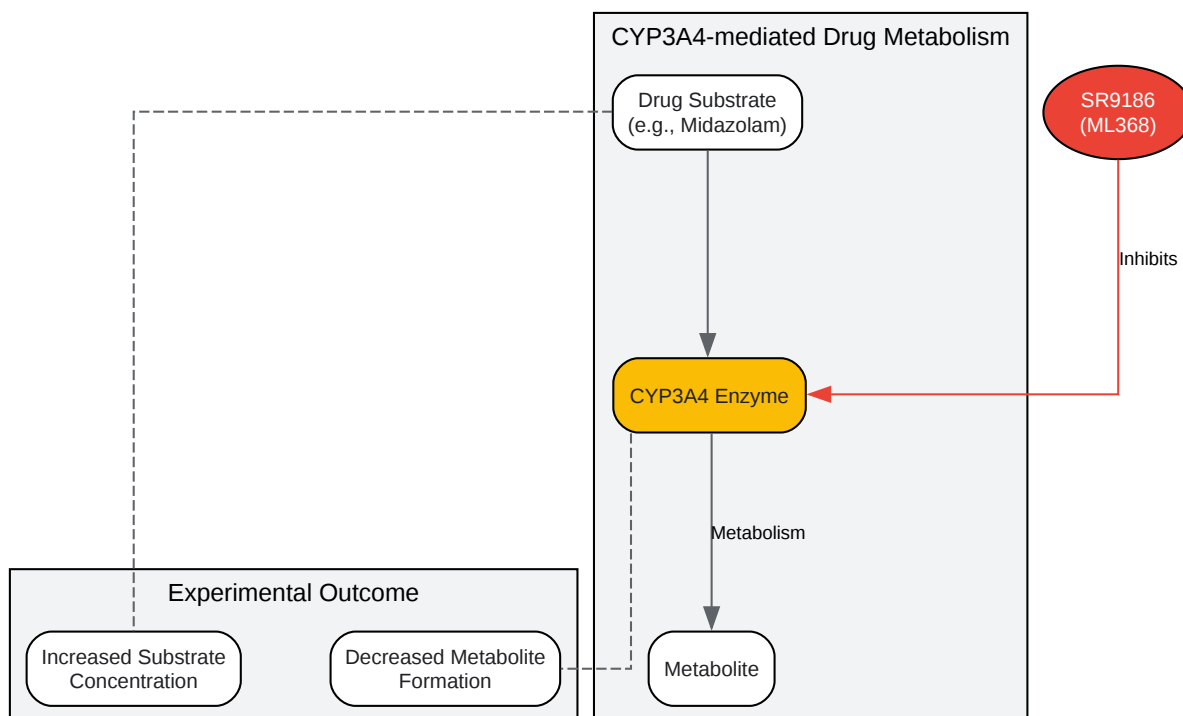 CYP3A4-mediated Drug Metabolism
Drug Substrate
(e.g., Midazolam)
SR9186
(ML368)
Inhibits
CYP3A4 Enzyme
Metabolism
Experimental Outcome
Increased Substrate
Concentration
Decreased Metabolite
Formation
Metabolite